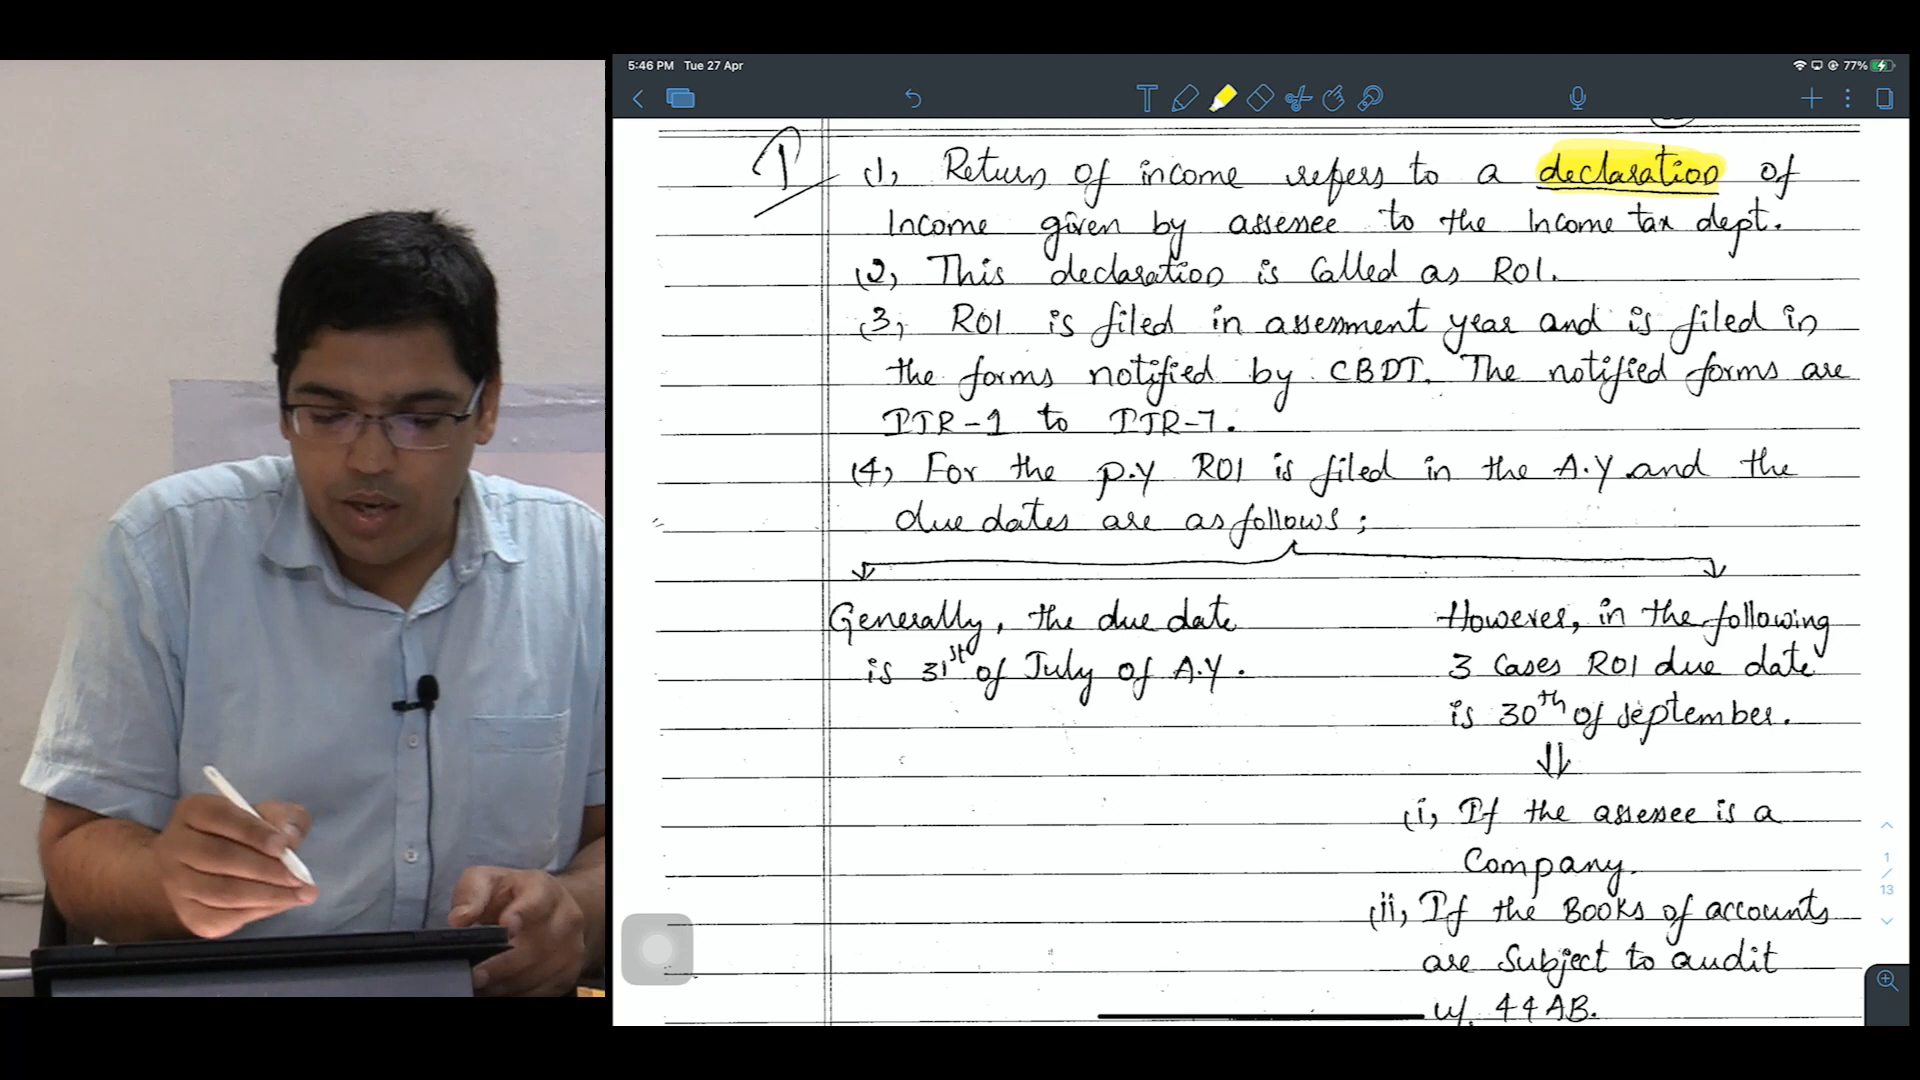 5:46 PM Tue 27 Apr
77%
I
(1) Return of income refers to a declaration of
Income given by assessee to the Income tax dept.
(2) This declaration is called as ROI.
(3) ROI is filed in assessment year and is filed in
the forms notified by CBDT. The notified forms are
ITR-1 to ITR-7.
(4) For the P.Y ROI is filed in the A.Y and the
due dates are as follows;
Generally, the due date
is 31st of July of A.Y.
However, in the following
3 Cases ROI due date
is 30th of September.
(i) If the assessee is a
Company.
(ii) If the Books of accounts
are Subject to audit
u/s. 44AB.
1
/
13